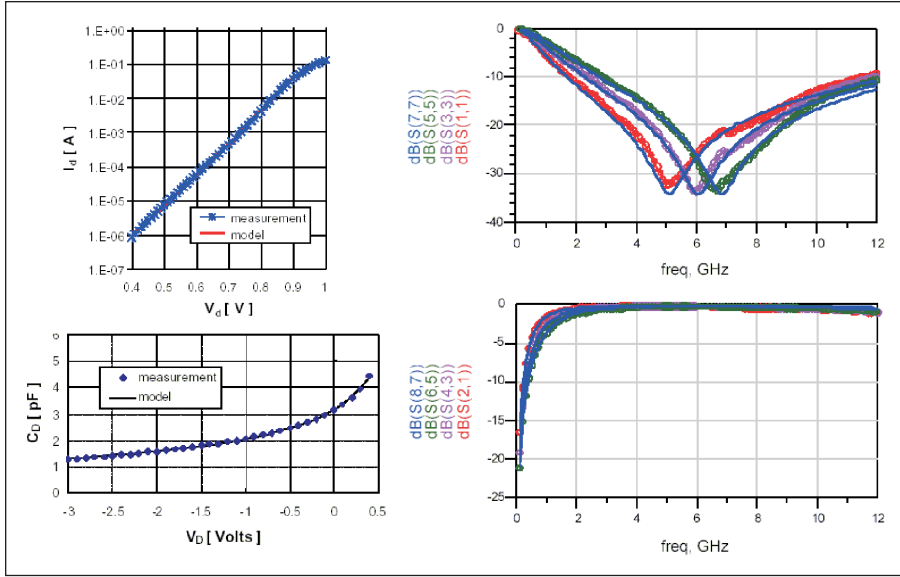 1.E+00
1.E-01
1.E-02
1.E-03
1.E-04
1.E-05
1.E-06
1.E-07
I_d [ A ]
measurement
model
0.4 0.5 0.6 0.7 0.8 0.9 1
V_d [ V ]
0
-10
-20
-30
-40
dB(S(7,7))
dB(S(5,5))
dB(S(3,3))
dB(S(1,1))
0 2 4 6 8 10 12
freq, GHz
6
5
4
3
2
1
0
C_D [ pF ]
measurement
model
-3 -2.5 -2 -1.5 -1 -0.5 0 0.5
V_D [ Volts ]
0
-5
-10
-15
-20
-25
dB(S(8,7))
dB(S(6,5))
dB(S(4,3))
dB(S(2,1))
0 2 4 6 8 10 12
freq, GHz